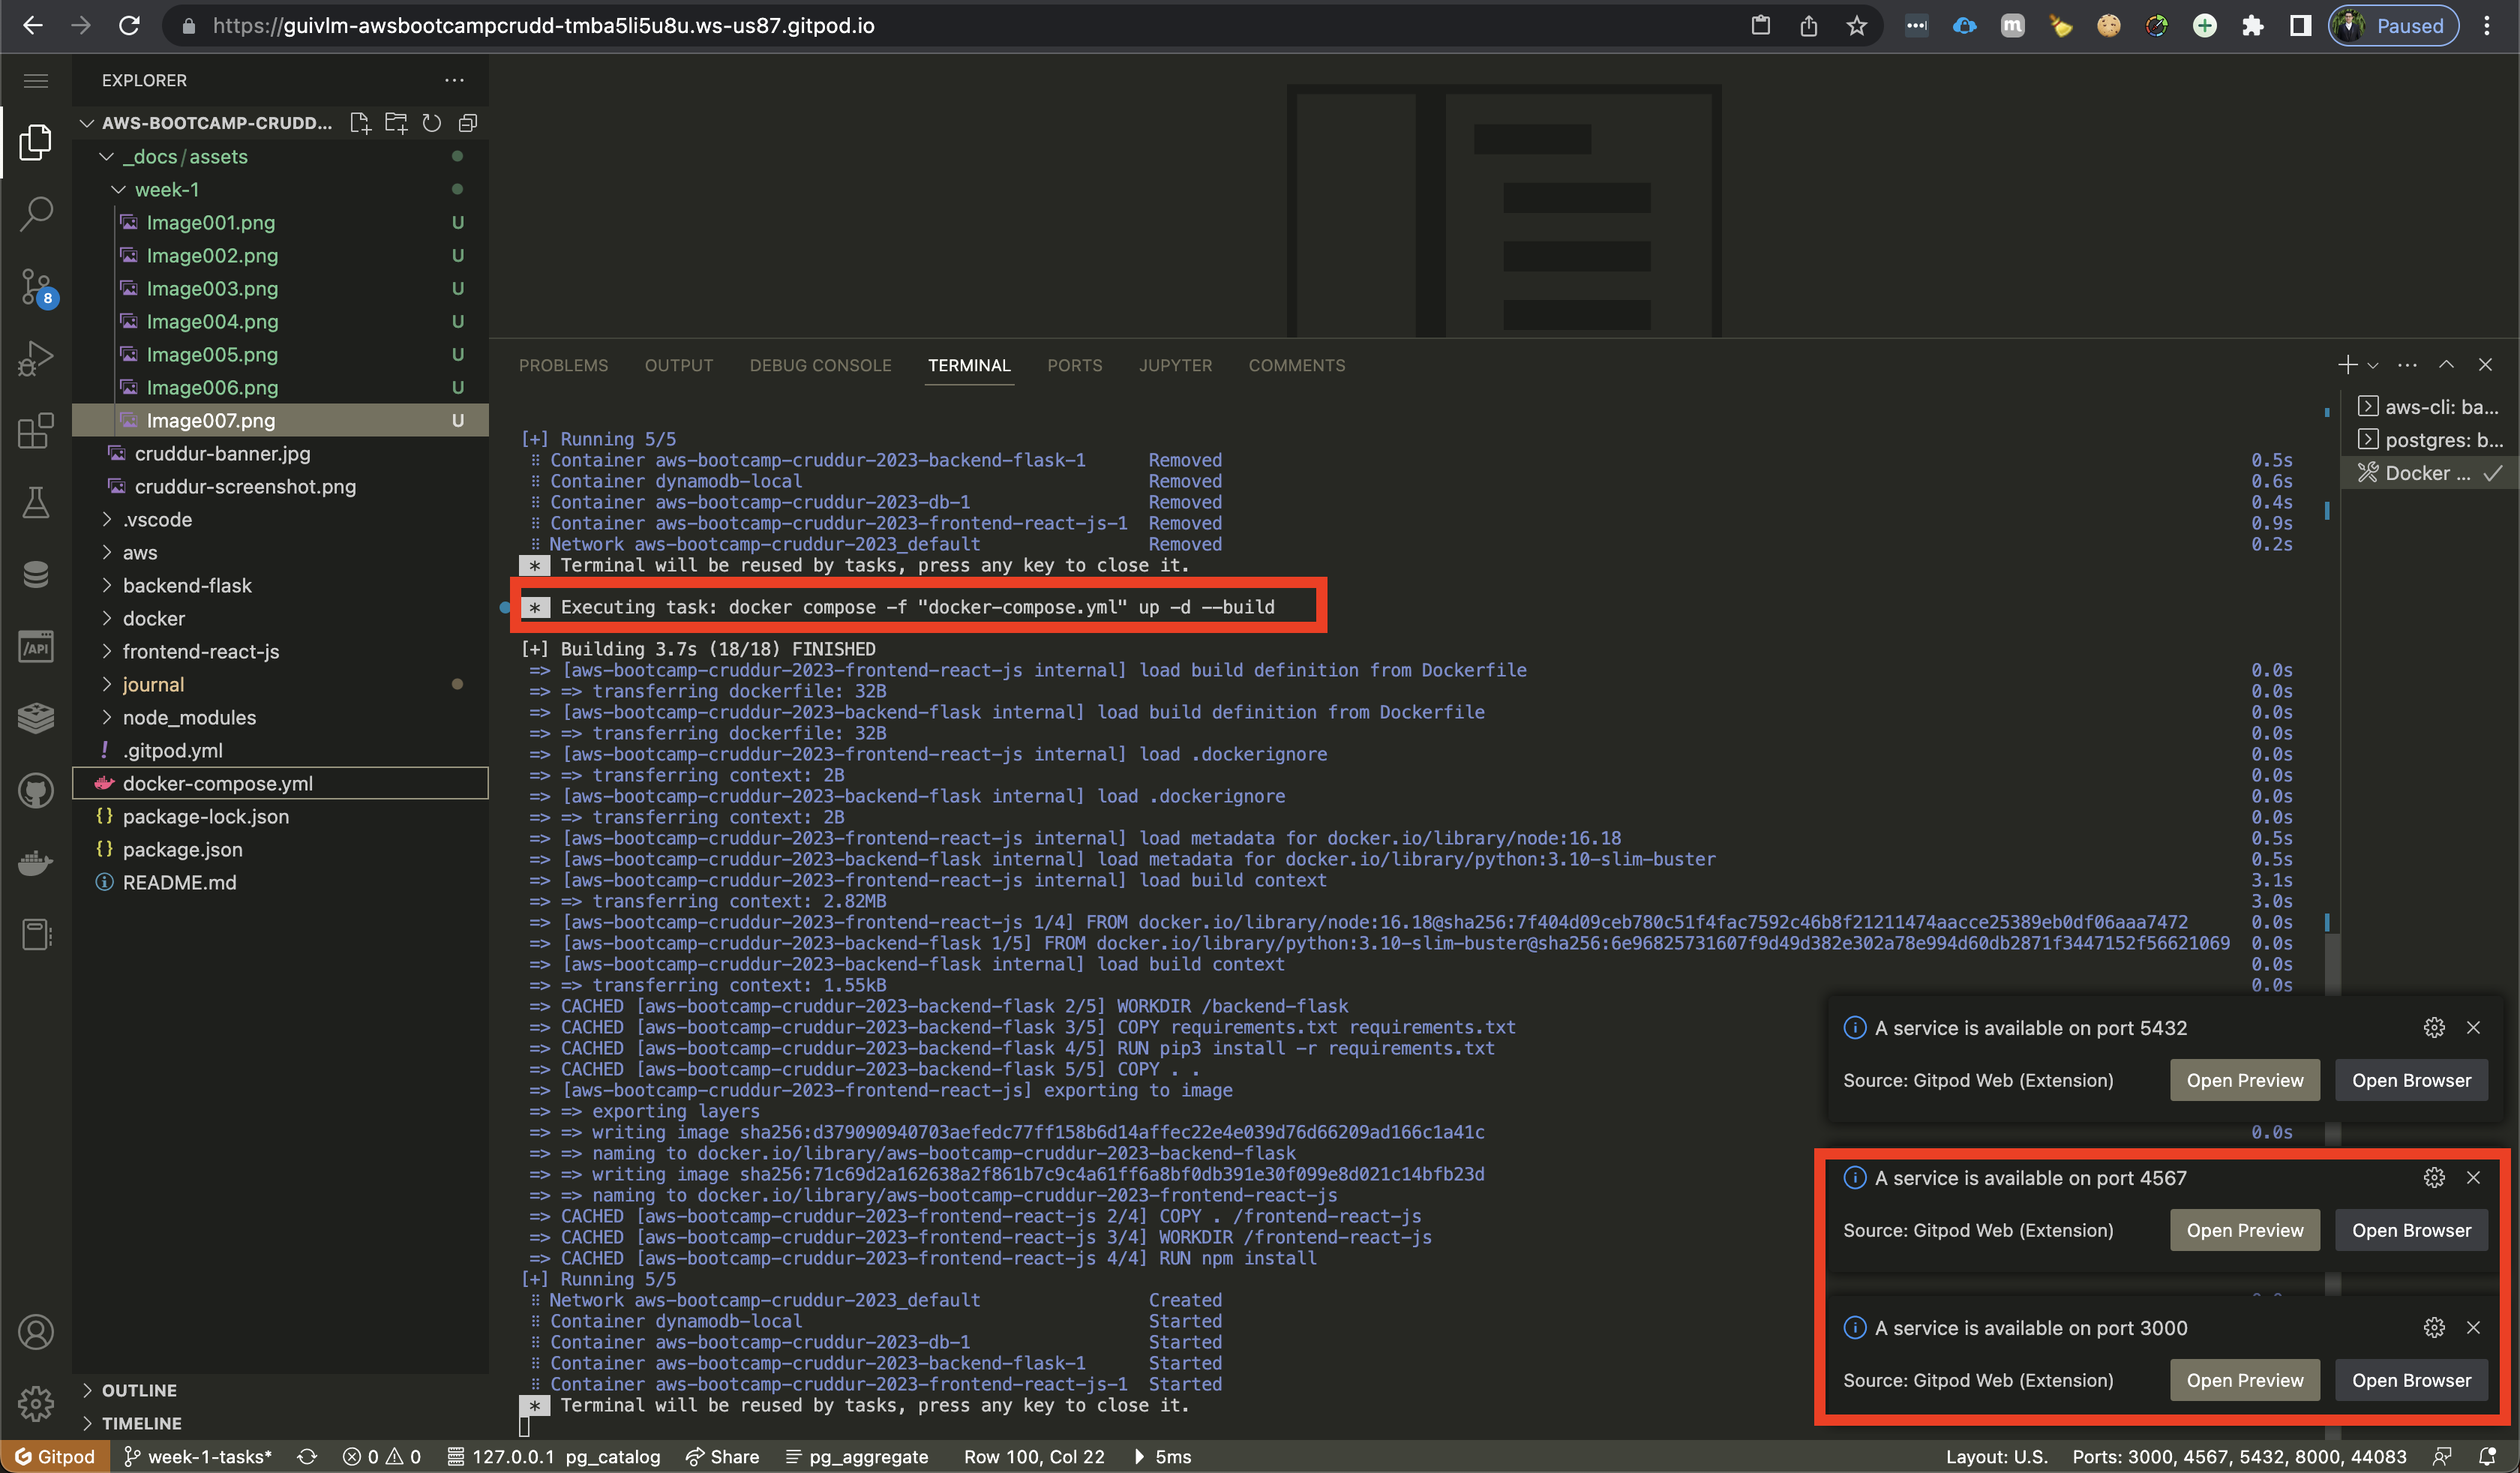 https://guivlm-awsbootcampcrudd-tmba5li5u8u.ws-us87.gitpod.io
m
Paused
EXPLORER
AWS-BOOTCAMP-CRUDD...
_docs/assets
week-1
Image001.png U
Image002.png U
Image003.png U
Image004.png U
Image005.png U
Image006.png U
Image007.png U
cruddur-banner.jpg
cruddur-screenshot.png
.vscode
aws
backend-flask
docker
frontend-react-js
journal
node_modules
! .gitpod.yml
docker-compose.yml
{} package-lock.json
{} package.json
README.md
OUTLINE
TIMELINE
8
/API
PROBLEMS OUTPUT DEBUG CONSOLE TERMINAL PORTS JUPYTER COMMENTS
aws-cli: ba...
postgres: b...
Docker ...
[+] Running 5/5
⠿ Container aws-bootcamp-cruddur-2023-backend-flask-1 Removed 0.5s
⠿ Container dynamodb-local Removed 0.6s
⠿ Container aws-bootcamp-cruddur-2023-db-1 Removed 0.4s
⠿ Container aws-bootcamp-cruddur-2023-frontend-react-js-1 Removed 0.9s
⠿ Network aws-bootcamp-cruddur-2023_default Removed 0.2s
* Terminal will be reused by tasks, press any key to close it.
* Executing task: docker compose -f "docker-compose.yml" up -d --build
[+] Building 3.7s (18/18) FINISHED
=> [aws-bootcamp-cruddur-2023-frontend-react-js internal] load build definition from Dockerfile 0.0s
=> => transferring dockerfile: 32B 0.0s
=> [aws-bootcamp-cruddur-2023-backend-flask internal] load build definition from Dockerfile 0.0s
=> => transferring dockerfile: 32B 0.0s
=> [aws-bootcamp-cruddur-2023-frontend-react-js internal] load .dockerignore 0.0s
=> => transferring context: 2B 0.0s
=> [aws-bootcamp-cruddur-2023-backend-flask internal] load .dockerignore 0.0s
=> => transferring context: 2B 0.0s
=> [aws-bootcamp-cruddur-2023-frontend-react-js internal] load metadata for docker.io/library/node:16.18 0.5s
=> [aws-bootcamp-cruddur-2023-backend-flask internal] load metadata for docker.io/library/python:3.10-slim-buster 0.5s
=> [aws-bootcamp-cruddur-2023-frontend-react-js internal] load build context 3.1s
=> => transferring context: 2.82MB 3.0s
=> [aws-bootcamp-cruddur-2023-frontend-react-js 1/4] FROM docker.io/library/node:16.18@sha256:7f404d09ceb780c51f4fac7592c46b8f21211474aacce25389eb0df06aaa7472 0.0s
=> [aws-bootcamp-cruddur-2023-backend-flask 1/5] FROM docker.io/library/python:3.10-slim-buster@sha256:6e96825731607f9d49d382e302a78e994d60db2871f3447152f56621069 0.0s
=> [aws-bootcamp-cruddur-2023-backend-flask internal] load build context 0.0s
=> => transferring context: 1.55kB 0.0s
=> CACHED [aws-bootcamp-cruddur-2023-backend-flask 2/5] WORKDIR /backend-flask
=> CACHED [aws-bootcamp-cruddur-2023-backend-flask 3/5] COPY requirements.txt requirements.txt
=> CACHED [aws-bootcamp-cruddur-2023-backend-flask 4/5] RUN pip3 install -r requirements.txt
=> CACHED [aws-bootcamp-cruddur-2023-backend-flask 5/5] COPY . .
=> [aws-bootcamp-cruddur-2023-frontend-react-js] exporting to image
=> => exporting layers
=> => writing image sha256:d379090940703aefedc77ff158b6d14affec22e4e039d76d66209ad166c1a41c 0.0s
=> => naming to docker.io/library/aws-bootcamp-cruddur-2023-backend-flask
=> => writing image sha256:71c69d2a162638a2f861b7c9c4a61ff6a8bf0db391e30f099e8d021c14bfb23d
=> => naming to docker.io/library/aws-bootcamp-cruddur-2023-frontend-react-js
=> CACHED [aws-bootcamp-cruddur-2023-frontend-react-js 2/4] COPY . /frontend-react-js
=> CACHED [aws-bootcamp-cruddur-2023-frontend-react-js 3/4] WORKDIR /frontend-react-js
=> CACHED [aws-bootcamp-cruddur-2023-frontend-react-js 4/4] RUN npm install
[+] Running 5/5
⠿ Network aws-bootcamp-cruddur-2023_default Created
⠿ Container dynamodb-local Started
⠿ Container aws-bootcamp-cruddur-2023-db-1 Started
⠿ Container aws-bootcamp-cruddur-2023-backend-flask-1 Started
⠿ Container aws-bootcamp-cruddur-2023-frontend-react-js-1 Started
* Terminal will be reused by tasks, press any key to close it.
A service is available on port 5432
Source: Gitpod Web (Extension) Open Preview Open Browser
A service is available on port 4567
Source: Gitpod Web (Extension) Open Preview Open Browser
A service is available on port 3000
Source: Gitpod Web (Extension) Open Preview Open Browser
Gitpod week-1-tasks* 0 0 127.0.0.1 pg_catalog Share pg_aggregate Row 100, Col 22 5ms Layout: U.S. Ports: 3000, 4567, 5432, 8000, 44083